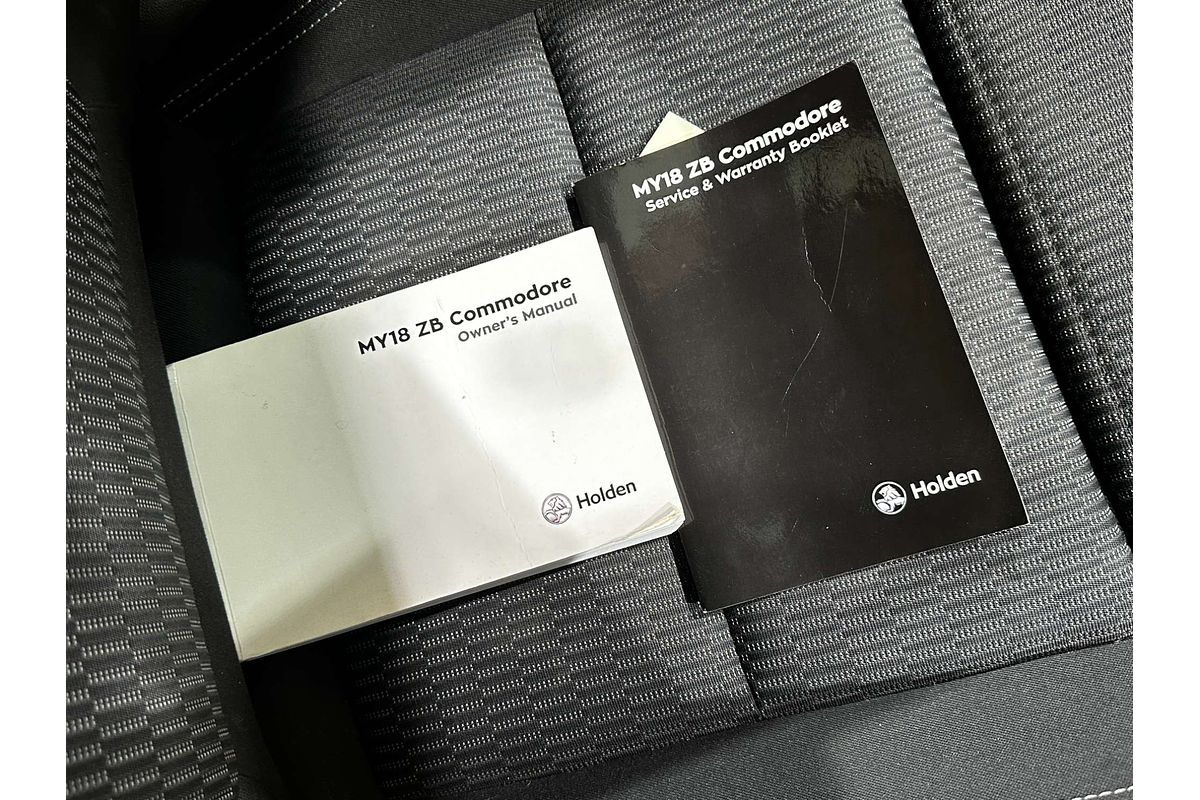 MY18 ZB Commodore
Service & Warranty Booklet
Holden
MY18 ZB Commodore
Owner's Manual
Holden